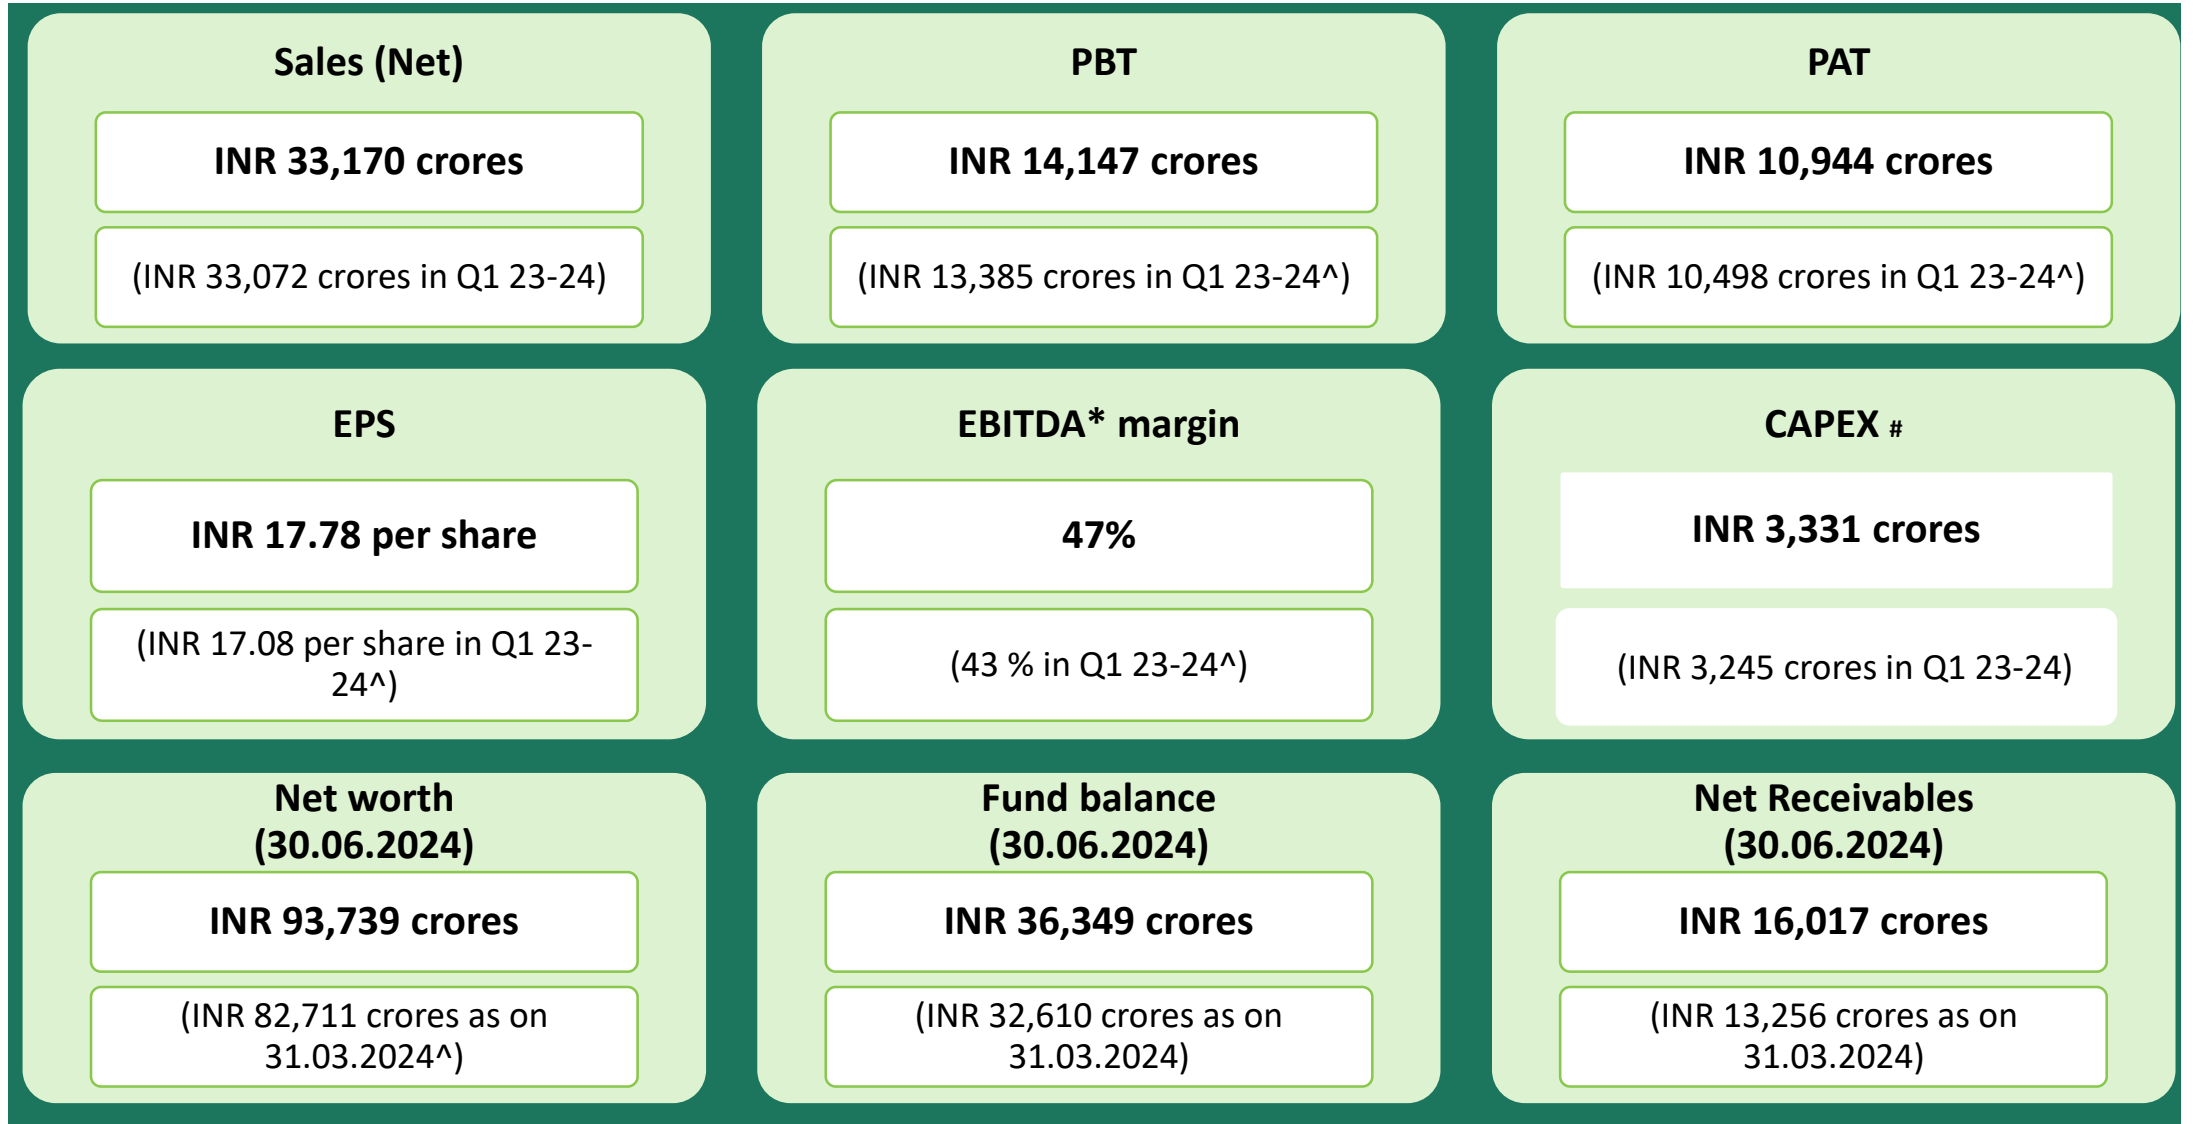 Sales (Net)
INR 33,170 crores
(INR 33,072 crores in Q1 23-24)
PBT
INR 14,147 crores
(INR 13,385 crores in Q1 23-24^)
PAT
INR 10,944 crores
(INR 10,498 crores in Q1 23-24^)
EPS
INR 17.78 per share
(INR 17.08 per share in Q1 23-
24^)
EBITDA* margin
47%
(43 % in Q1 23-24^)
CAPEX #
INR 3,331 crores
(INR 3,245 crores in Q1 23-24)
Net worth
(30.06.2024)
INR 93,739 crores
(INR 82,711 crores as on
31.03.2024^)
Fund balance
(30.06.2024)
INR 36,349 crores
(INR 32,610 crores as on
31.03.2024)
Net Receivables
(30.06.2024)
INR 16,017 crores
(INR 13,256 crores as on
31.03.2024)